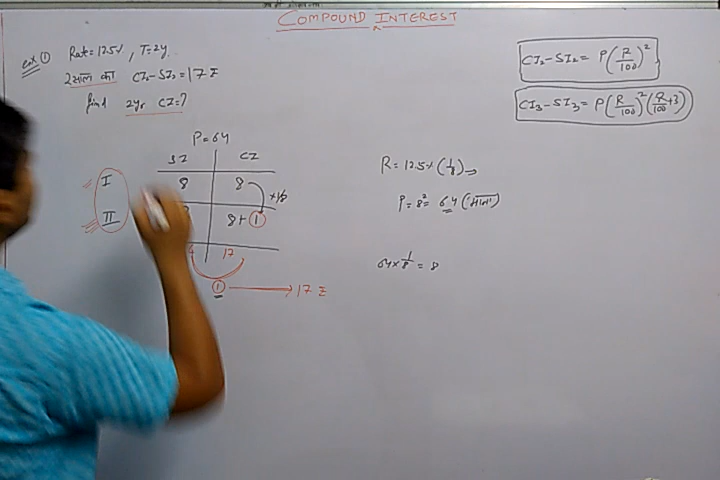 COMPOUND INTEREST
ex ① Rate = 12.5%, T = 2y.
2 साल का CI₂ - SI₂ = 17 ₹
find 2yr CI = ?
CI₂ - SI₂ = P(R/100)²
CI₃ - SI₃ = P(R/100)²(R/100 + 3)
P = 64
SI CI
I 8 8
×1/8
II 8 + ①
17
① → 17 ₹
R = 12.5% (1/8) →
P = 8² = 64 (माना)
64 × 1/8 = 8